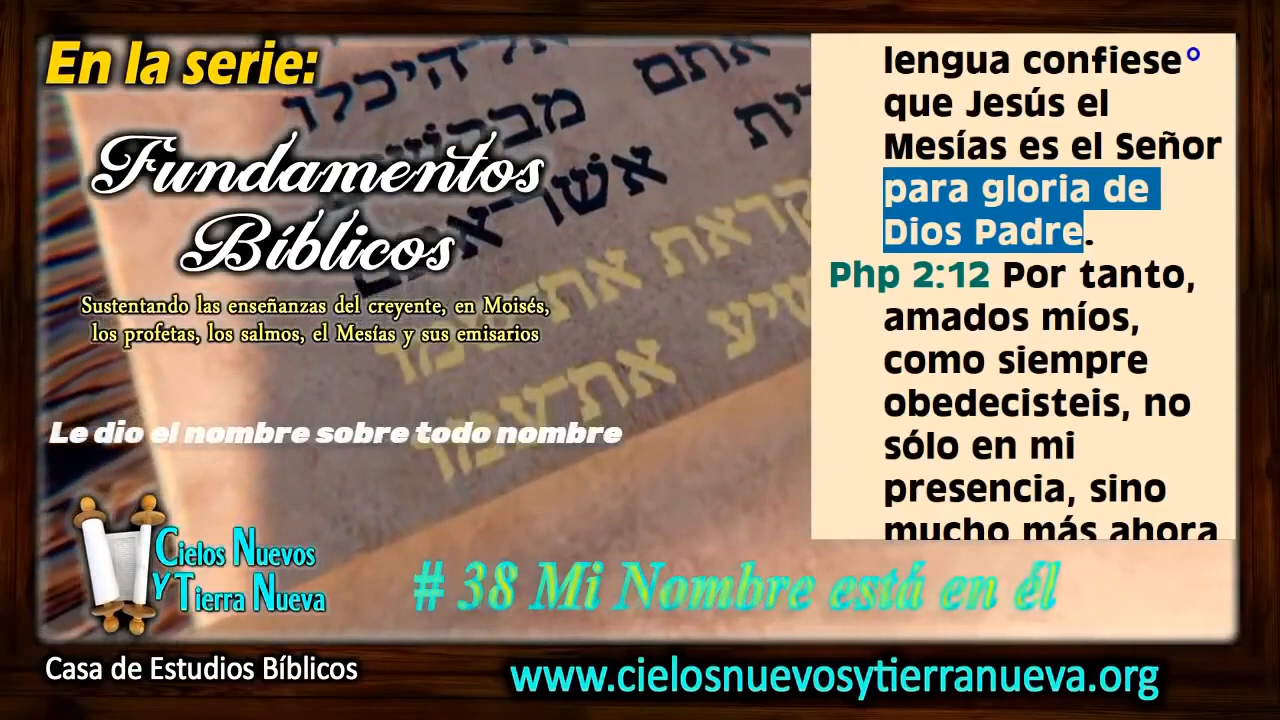 En la serie:
Fundamentos
Bíblicos
Sustentando las enseñanzas del creyente, en Moisés,
los profetas, los salmos, el Mesías y sus emisarios
Le dio el nombre sobre todo nombre
Cielos Nuevos
Y Tierra Nueva
Casa de Estudios Bíblicos
# 38 Mi Nombre está en él
www.cielosnuevosytierranueva.org
lengua confiese°
que Jesús el
Mesías es el Señor
para gloria de
Dios Padre.
Php 2:12 Por tanto,
amados míos,
como siempre
obedecisteis, no
sólo en mi
presencia, sino
mucho más ahora